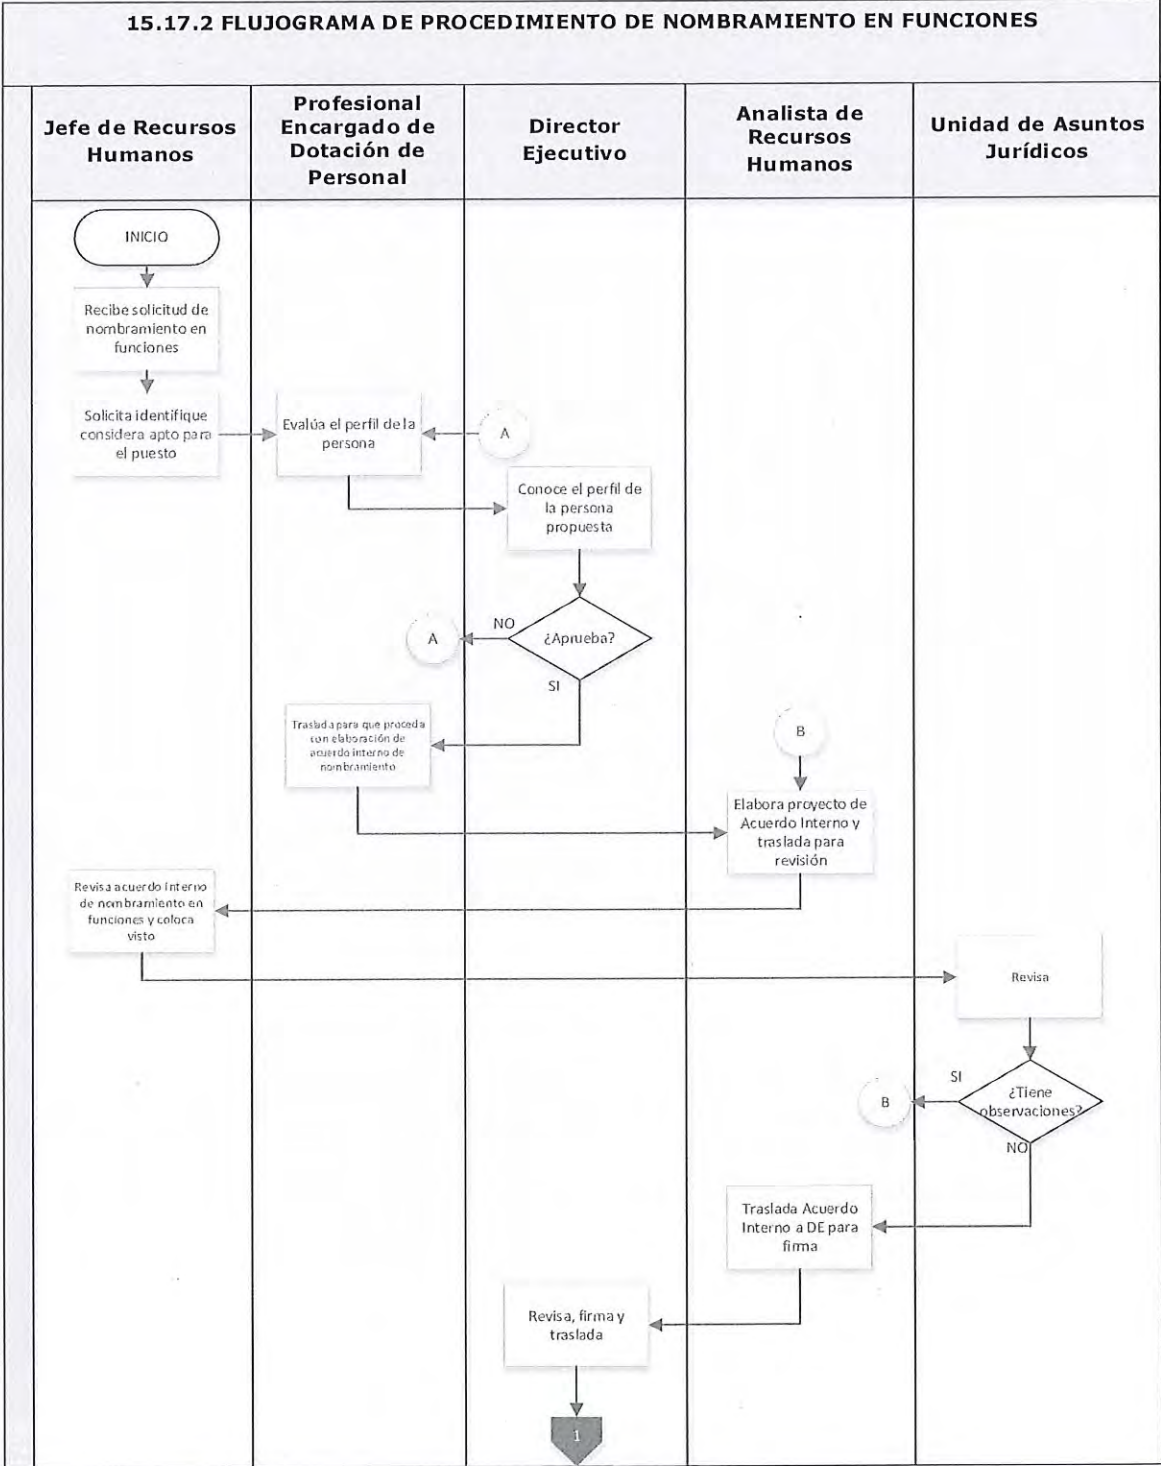 15.17.2 FLUJOGRAMA DE PROCEDIMIENTO DE NOMBRAMIENTO EN FUNCIONES
Jefe de Recursos
Humanos
Profesional
Encargado de
Dotación de
Personal
Director
Ejecutivo
Analista de
Recursos
Humanos
Unidad de Asuntos
Jurídicos
INICIO
Recibe solicitud de
nombramiento en
funciones
Solicita identifique
considera apto para
el puesto
Evalúa el perfil de la
persona
A
Conoce el perfil de
la persona
propuesta
¿Aprueba?
NO
A
SI
Traslada para que proceda
con elaboración de
acuerdo interno de
nombramiento
B
Elabora proyecto de
Acuerdo Interno y
traslada para
revisión
Revisa acuerdo interno
de nombramiento en
funciones y coloca
visto
Revisa
¿Tiene
observaciones?
SI
B
NO
Traslada Acuerdo
Interno a DE para
firma
Revisa, firma y
traslada
1